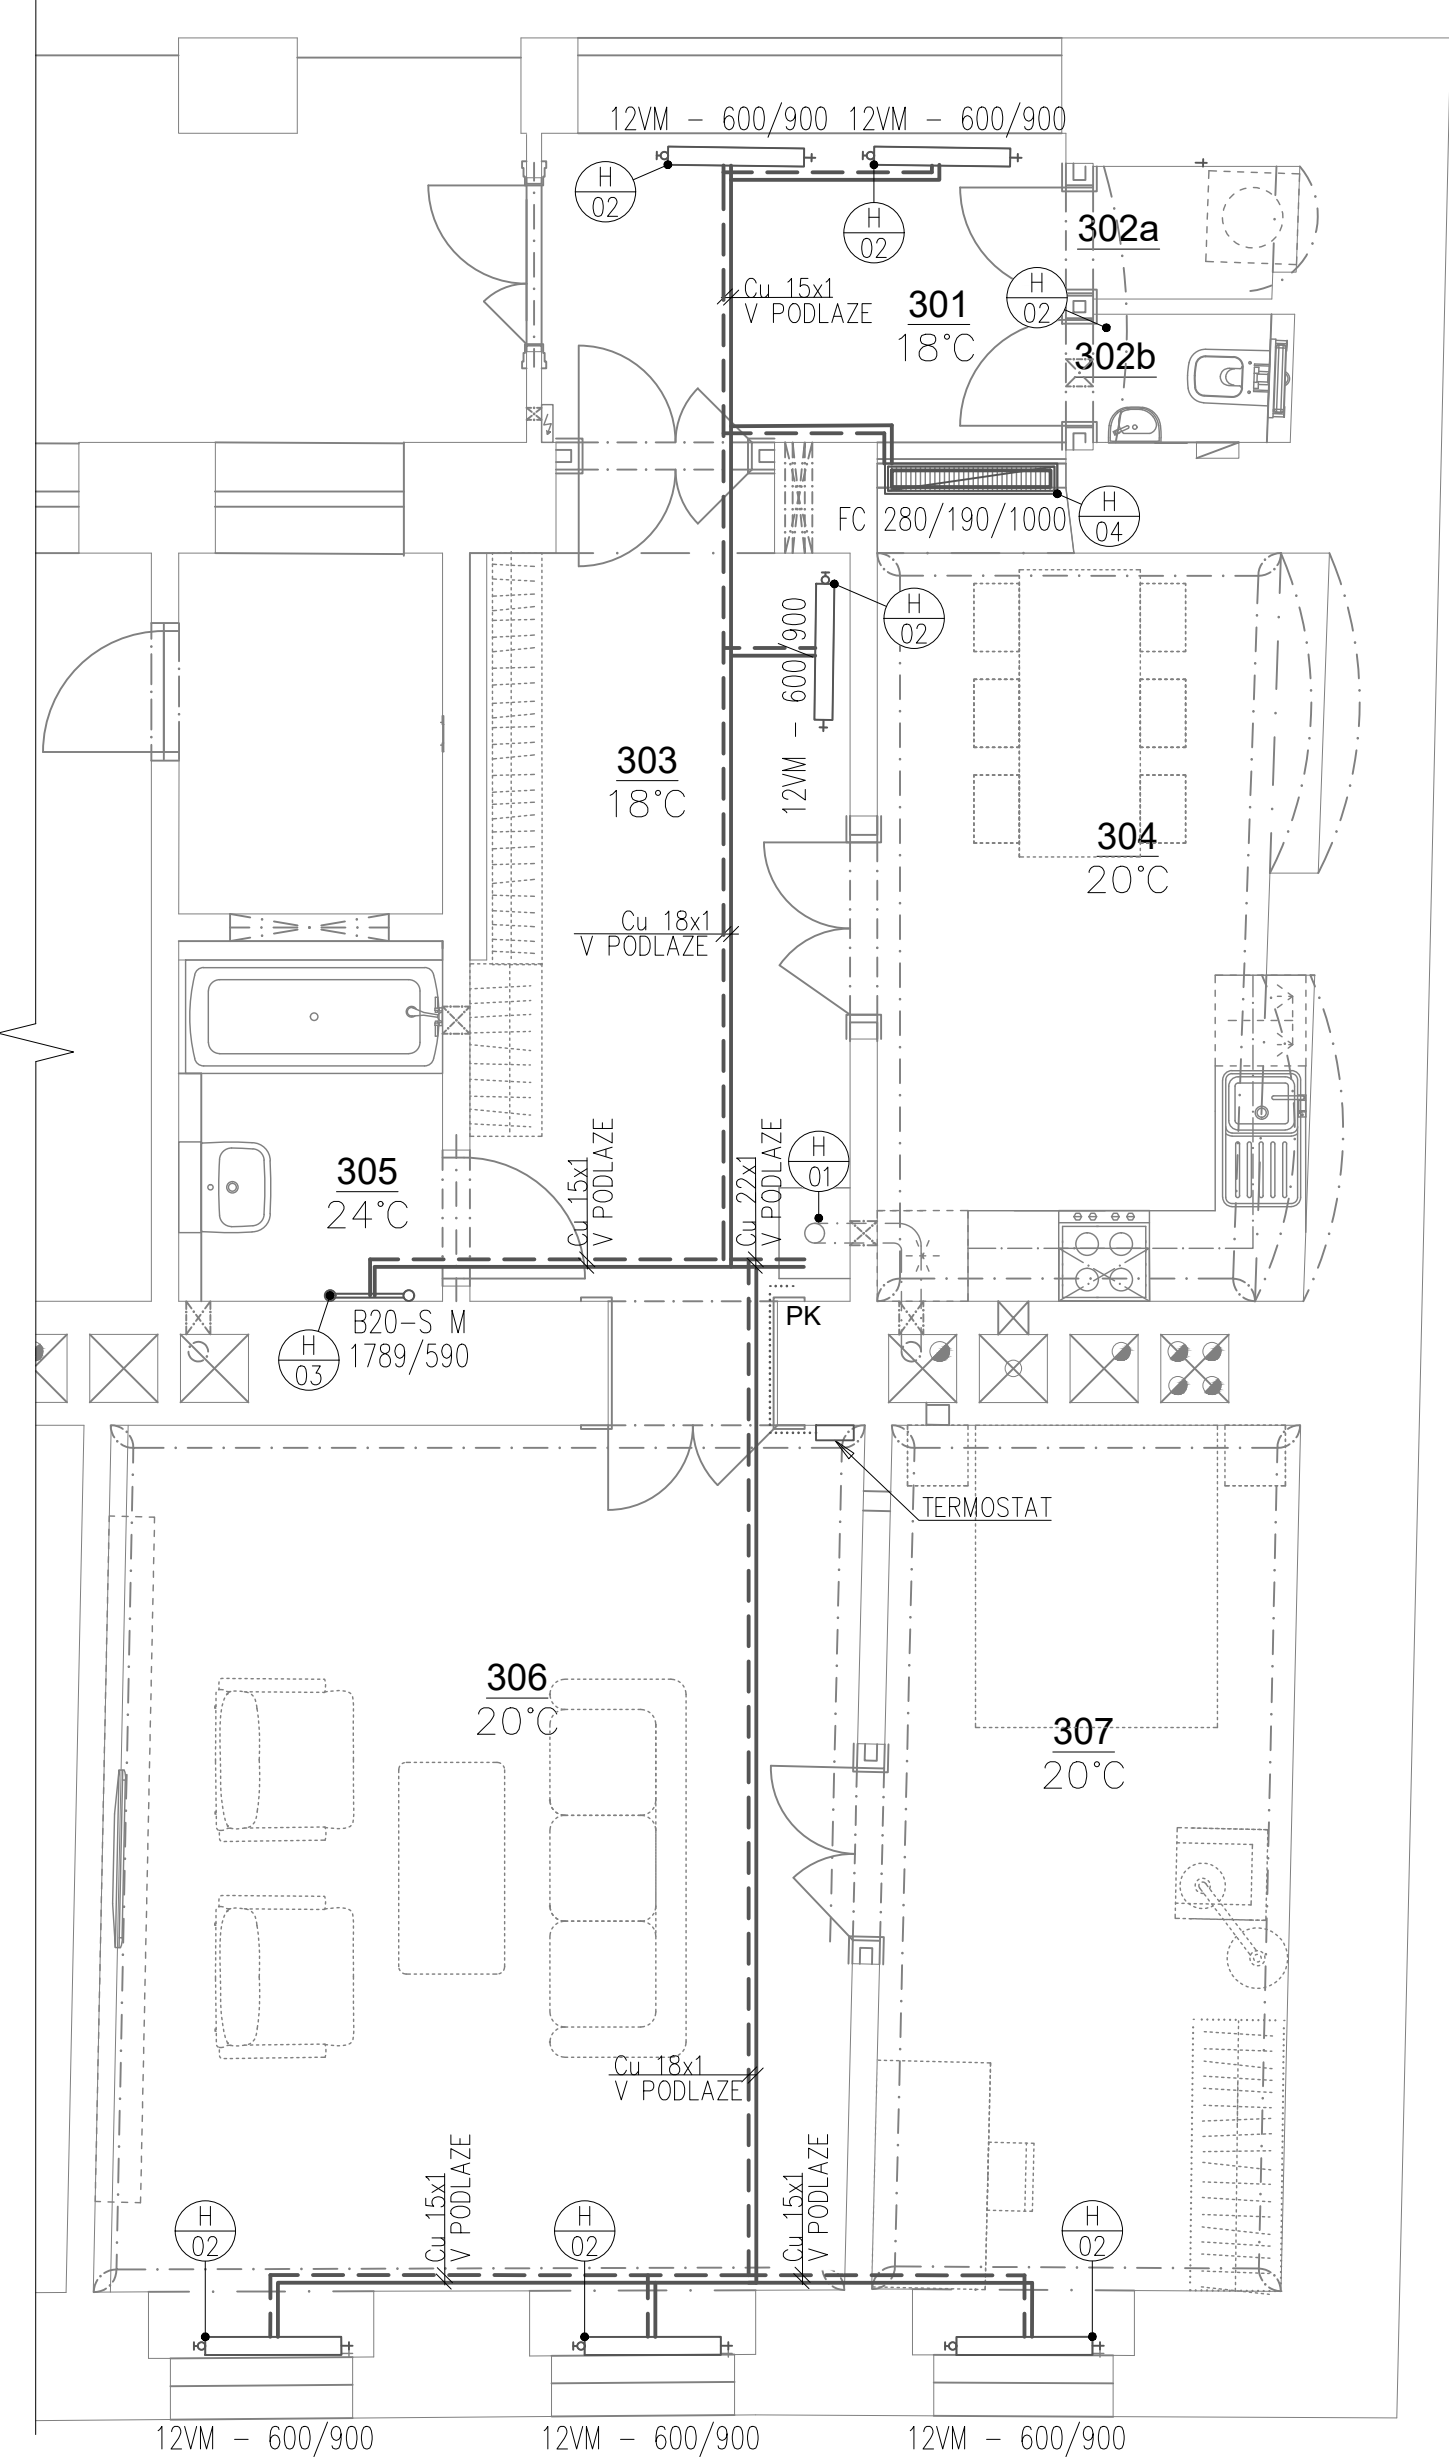 12VM - 600/900
12VM - 600/900
H
02
H
02
302a
H
02
Cu 15x1
V PODLAZE
301
18°C
302b
FC 280/190/1000
H
04
H
02
12VM - 600/900
303
18°C
304
20°C
Cu 18x1
V PODLAZE
Cu 15x1
V PODLAZE
Cu 22x1
V PODLAZE
H
01
305
24°C
B20-S M
1789/590
H
03
PK
TERMOSTAT
306
20°C
307
20°C
Cu 18x1
V PODLAZE
Cu 15x1
V PODLAZE
Cu 15x1
V PODLAZE
H
02
H
02
H
02
12VM - 600/900
12VM - 600/900
12VM - 600/900